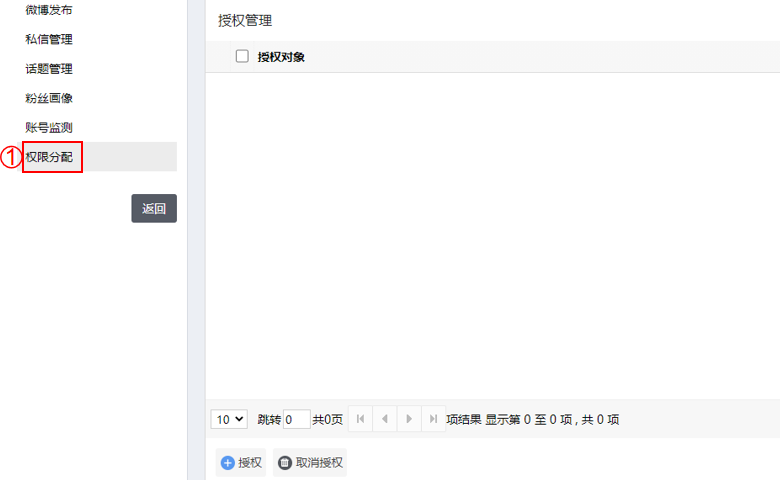 微博发布
私信管理
话题管理
粉丝画像
账号监测
① 权限分配
返回
授权管理
授权对象
10 跳转 0 共0页 项结果 显示第 0 至 0 项 , 共 0 项
授权 取消授权